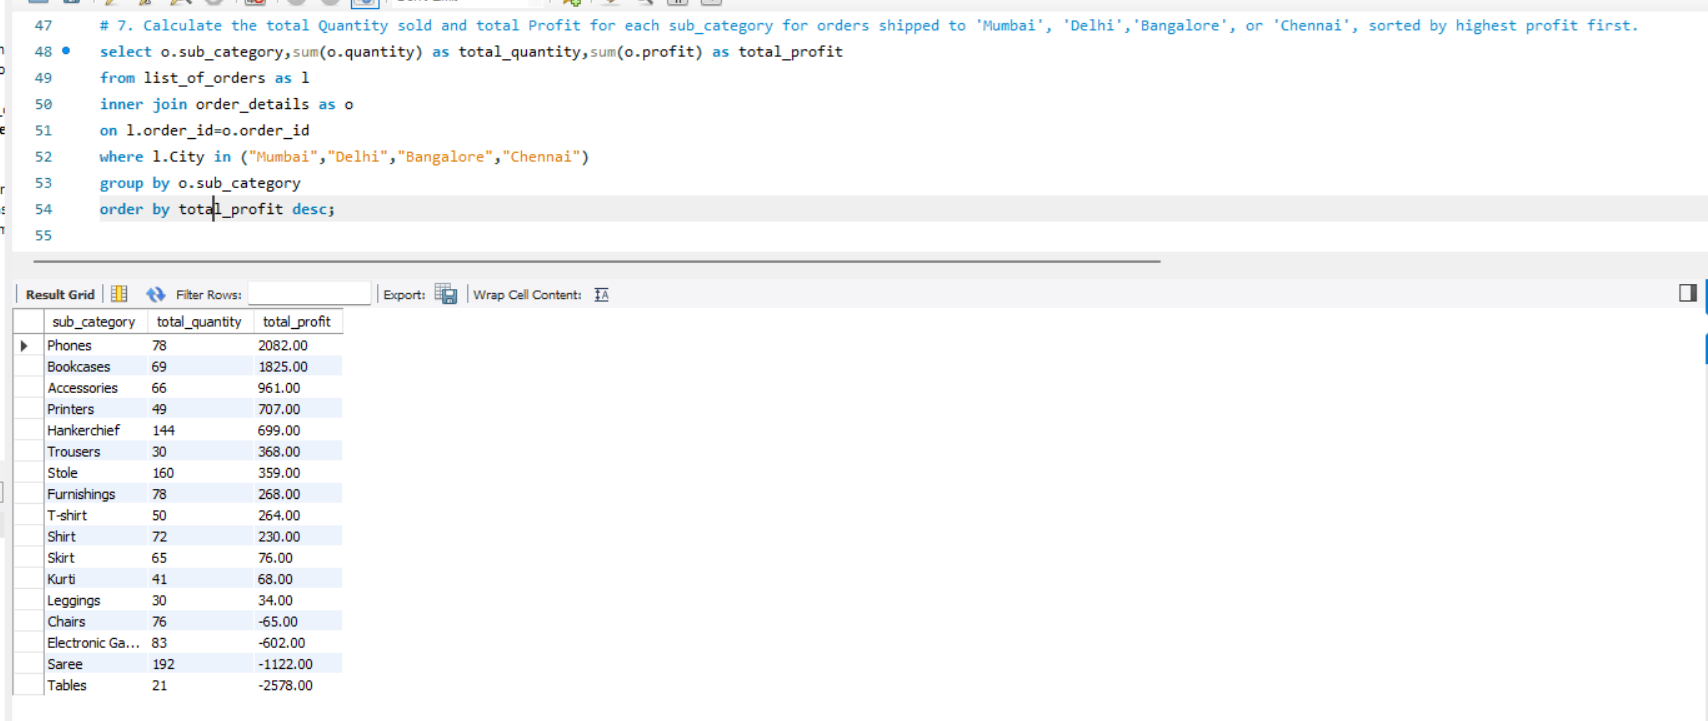 47 # 7. Calculate the total Quantity sold and total Profit for each sub_category for orders shipped to 'Mumbai', 'Delhi','Bangalore', or 'Chennai', sorted by highest profit first.
48 select o.sub_category,sum(o.quantity) as total_quantity,sum(o.profit) as total_profit
49 from list_of_orders as l
50 inner join order_details as o
51 on l.order_id=o.order_id
52 where l.City in ("Mumbai","Delhi","Bangalore","Chennai")
53 group by o.sub_category
54 order by total_profit desc;
55
Result Grid Filter Rows: Export: Wrap Cell Content:
sub_category total_quantity total_profit
Phones 78 2082.00
Bookcases 69 1825.00
Accessories 66 961.00
Printers 49 707.00
Hankerchief 144 699.00
Trousers 30 368.00
Stole 160 359.00
Furnishings 78 268.00
T-shirt 50 264.00
Shirt 72 230.00
Skirt 65 76.00
Kurti 41 68.00
Leggings 30 34.00
Chairs 76 -65.00
Electronic Ga... 83 -602.00
Saree 192 -1122.00
Tables 21 -2578.00